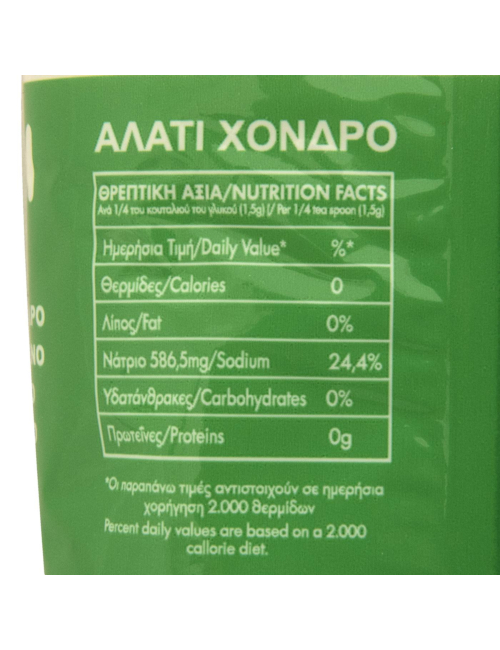 ΑΛΑΤΙ ΧΟΝΔΡΟ
ΘΡΕΠΤΙΚΗ ΑΞΙΑ/NUTRITION FACTS
Ανά 1/4 του κουταλιού του γλυκού (1,5g) / Per 1/4 tea spoon (1,5g)
Ημερήσια Τιμή/Daily Value* %*
Θερμίδες/Calories 0
Λίπος/Fat 0%
Νάτριο 586,5mg/Sodium 24,4%
Υδατάνθρακες/Carbohydrates 0%
Πρωτεΐνες/Proteins 0g
*Οι παραπάνω τιμές αντιστοιχούν σε ημερήσια
χορήγηση 2.000 θερμίδων
Percent daily values are based on a 2.000
calorie diet.
ΡΟ
ΝΟ